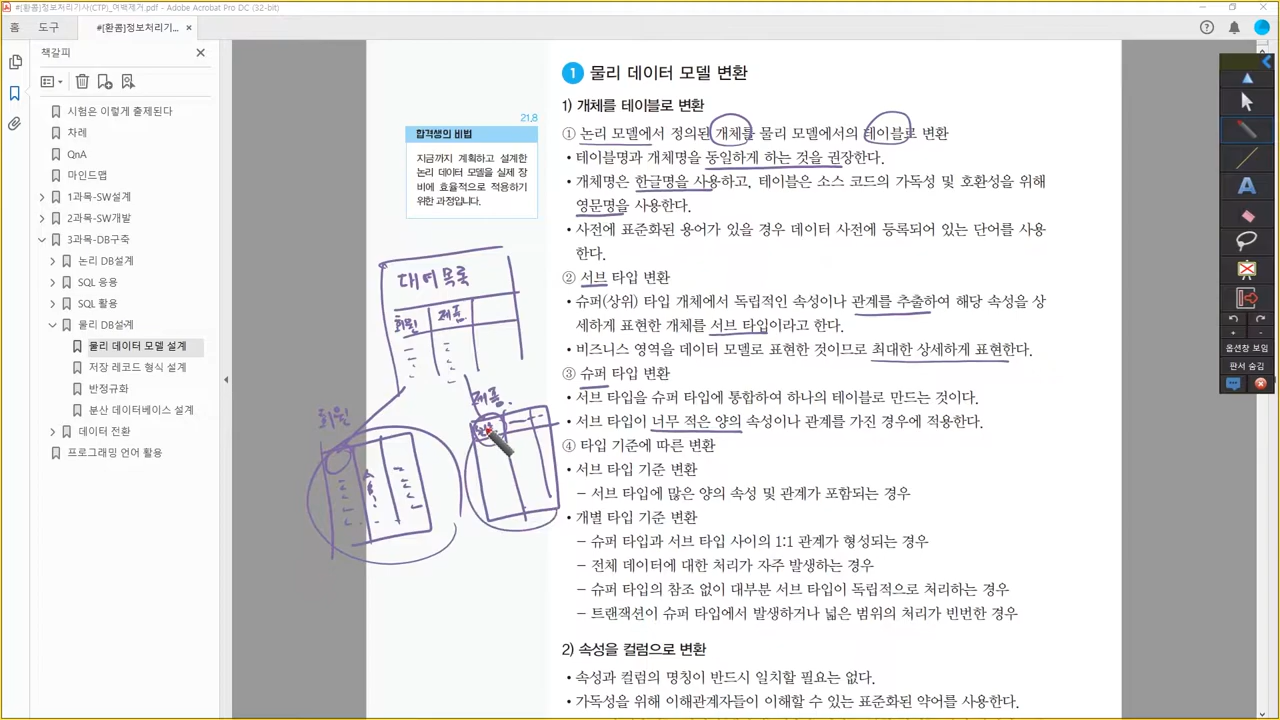 #[환콤]정보처리기사(CTP)_여백제거.pdf - Adobe Acrobat Pro DC (32-bit)
홈 도구 #[환콤]정보처리기... ×
책갈피
시험은 이렇게 출제된다
차례
QnA
마인드맵
1과목-SW설계
2과목-SW개발
3과목-DB구축
논리 DB설계
SQL 응용
SQL 활용
물리 DB설계
물리 데이터 모델 설계
저장 레코드 형식 설계
반정규화
분산 데이터베이스 설계
데이터 전환
프로그래밍 언어 활용
21.8
합격생의 비법
지금까지 계획하고 설계한
논리 데이터 모델을 실제 장
비에 효율적으로 적용하기
위한 과정입니다.
대여 목록
회원 제품
회원
제품.
1 물리 데이터 모델 변환
1) 개체를 테이블로 변환
① 논리 모델에서 정의된 개체를 물리 모델에서의 테이블로 변환
• 테이블명과 개체명을 동일하게 하는 것을 권장한다.
• 개체명은 한글명을 사용하고, 테이블은 소스 코드의 가독성 및 호환성을 위해
영문명을 사용한다.
• 사전에 표준화된 용어가 있을 경우 데이터 사전에 등록되어 있는 단어를 사용
한다.
② 서브 타입 변환
• 슈퍼(상위) 타입 개체에서 독립적인 속성이나 관계를 추출하여 해당 속성을 상
세하게 표현한 개체를 서브 타입이라고 한다.
• 비즈니스 영역을 데이터 모델로 표현한 것이므로 최대한 상세하게 표현한다.
③ 슈퍼 타입 변환
• 서브 타입을 슈퍼 타입에 통합하여 하나의 테이블로 만드는 것이다.
• 서브 타입이 너무 적은 양의 속성이나 관계를 가진 경우에 적용한다.
④ 타입 기준에 따른 변환
• 서브 타입 기준 변환
– 서브 타입에 많은 양의 속성 및 관계가 포함되는 경우
• 개별 타입 기준 변환
– 슈퍼 타입과 서브 타입 사이의 1:1 관계가 형성되는 경우
– 전체 데이터에 대한 처리가 자주 발생하는 경우
– 슈퍼 타입의 참조 없이 대부분 서브 타입이 독립적으로 처리하는 경우
– 트랜잭션이 슈퍼 타입에서 발생하거나 넓은 범위의 처리가 빈번한 경우
2) 속성을 컬럼으로 변환
• 속성과 컬럼의 명칭이 반드시 일치할 필요는 없다.
• 가독성을 위해 이해관계자들이 이해할 수 있는 표준화된 약어를 사용한다.
옵션창 보임
판서 숨김